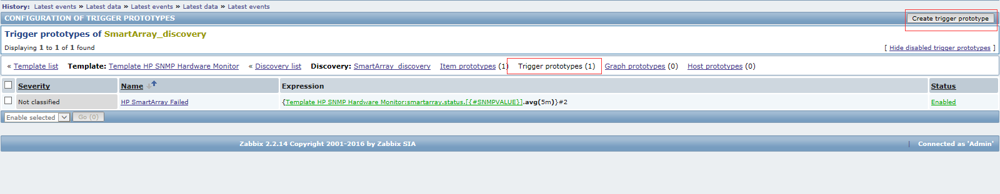 History: Latest events » Latest data » Latest events » Latest data » Latest events
CONFIGURATION OF TRIGGER PROTOTYPES Create trigger prototype
Trigger prototypes of SmartArray_discovery
Displaying 1 to 1 of 1 found [ Hide disabled trigger prototypes ]
« Template list Template: Template HP SNMP Hardware Monitor « Discovery list Discovery: SmartArray_discovery Item prototypes (1) Trigger prototypes (1) Graph prototypes (0) Host prototypes (0)
Severity Name Expression Status
Not classified HP SmartArray Failed {Template HP SNMP Hardware Monitor:smartarray.status.[{#SNMPVALUE}].avg(5m)}#2 Enabled
Enable selected Go (0)
Zabbix 2.2.14 Copyright 2001-2016 by Zabbix SIA | Connected as 'Admin'